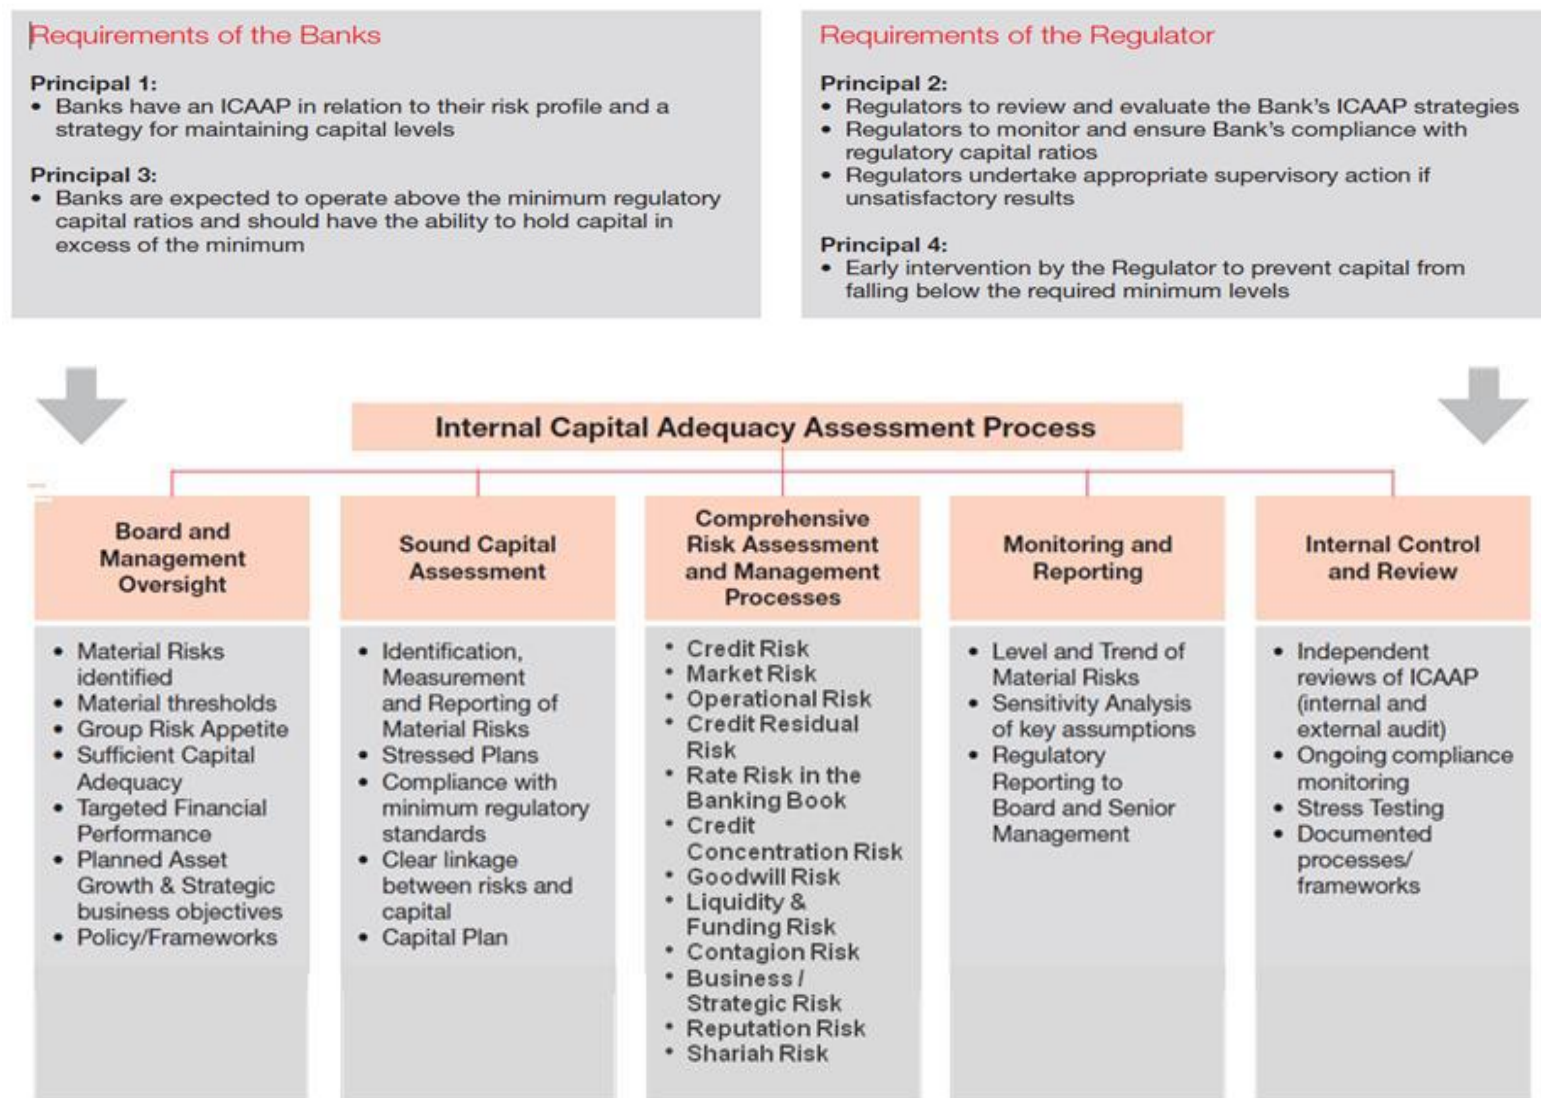 Requirements of the Banks
Principal 1:
• Banks have an ICAAP in relation to their risk profile and a
strategy for maintaining capital levels
Principal 3:
• Banks are expected to operate above the minimum regulatory
capital ratios and should have the ability to hold capital in
excess of the minimum
Requirements of the Regulator
Principal 2:
• Regulators to review and evaluate the Bank's ICAAP strategies
• Regulators to monitor and ensure Bank's compliance with
regulatory capital ratios
• Regulators undertake appropriate supervisory action if
unsatisfactory results
Principal 4:
• Early intervention by the Regulator to prevent capital from
falling below the required minimum levels
Internal Capital Adequacy Assessment Process
Board and
Management
Oversight
• Material Risks
identified
• Material thresholds
• Group Risk Appetite
• Sufficient Capital
Adequacy
• Targeted Financial
Performance
• Planned Asset
Growth & Strategic
business objectives
• Policy/Frameworks
Sound Capital
Assessment
• Identification,
Measurement
and Reporting of
Material Risks
• Stressed Plans
• Compliance with
minimum regulatory
standards
• Clear linkage
between risks and
capital
• Capital Plan
Comprehensive
Risk Assessment
and Management
Processes
• Credit Risk
• Market Risk
• Operational Risk
• Credit Residual
Risk
• Rate Risk in the
Banking Book
• Credit
Concentration Risk
• Goodwill Risk
• Liquidity &
Funding Risk
• Contagion Risk
• Business /
Strategic Risk
• Reputation Risk
• Shariah Risk
Monitoring and
Reporting
• Level and Trend of
Material Risks
• Sensitivity Analysis
of key assumptions
• Regulatory
Reporting to
Board and Senior
Management
Internal Control
and Review
• Independent
reviews of ICAAP
(internal and
external audit)
• Ongoing compliance
monitoring
• Stress Testing
• Documented
processes/
frameworks